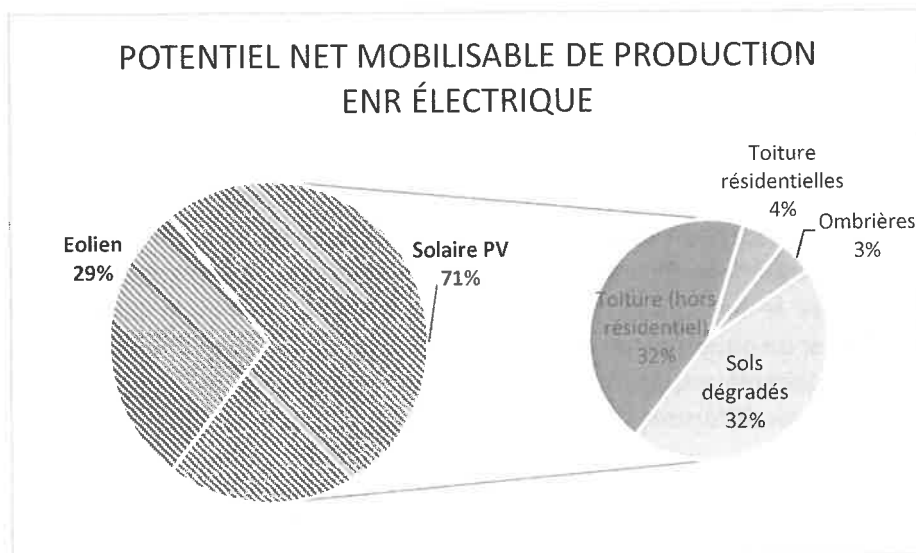 POTENTIEL NET MOBILISABLE DE PRODUCTION
ENR ÉLECTRIQUE
Eolien
29%
Solaire PV
71%
Toiture
résidentielles
4%
Ombrières
3%
Toiture (hors
résidentiel)
32%
Sols
dégradés
32%